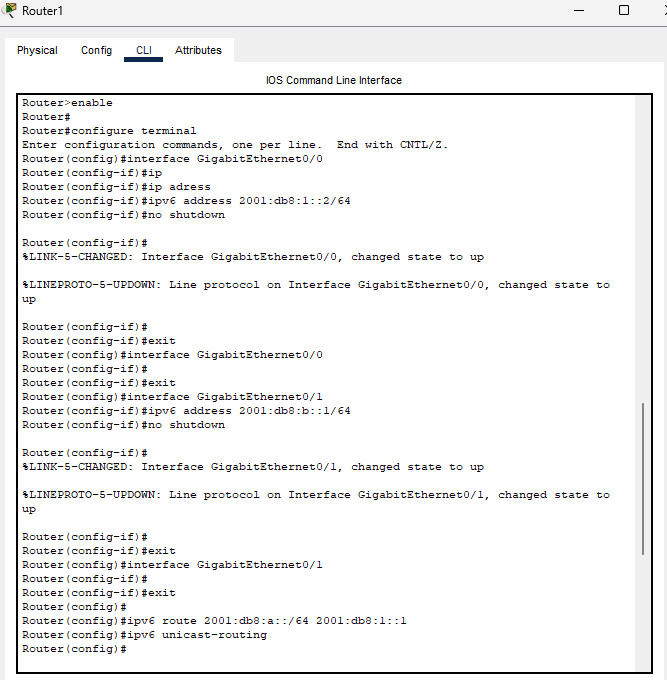 Router1
Physical Config CLI Attributes
IOS Command Line Interface
Router>enable
Router#
Router#configure terminal
Enter configuration commands, one per line.  End with CNTL/Z.
Router(config)#interface GigabitEthernet0/0
Router(config-if)#ip
Router(config-if)#ip adress
Router(config-if)#ipv6 address 2001:db8:1::2/64
Router(config-if)#no shutdown
Router(config-if)#
%LINK-5-CHANGED: Interface GigabitEthernet0/0, changed state to up
%LINEPROTO-5-UPDOWN: Line protocol on Interface GigabitEthernet0/0, changed state to
up
Router(config-if)#
Router(config-if)#exit
Router(config)#interface GigabitEthernet0/0
Router(config-if)#
Router(config-if)#exit
Router(config)#interface GigabitEthernet0/1
Router(config-if)#ipv6 address 2001:db8:b::1/64
Router(config-if)#no shutdown
Router(config-if)#
%LINK-5-CHANGED: Interface GigabitEthernet0/1, changed state to up
%LINEPROTO-5-UPDOWN: Line protocol on Interface GigabitEthernet0/1, changed state to
up
Router(config-if)#
Router(config-if)#exit
Router(config)#interface GigabitEthernet0/1
Router(config-if)#
Router(config-if)#exit
Router(config)#
Router(config)#ipv6 route 2001:db8:a::/64 2001:db8:1::1
Router(config)#ipv6 unicast-routing
Router(config)#